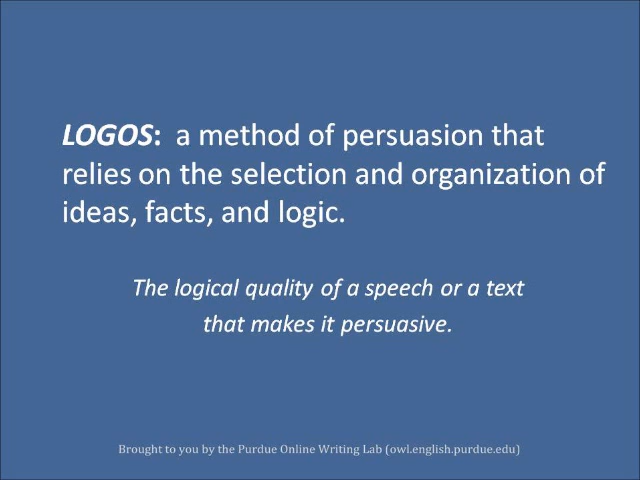 LOGOS:  a method of persuasion that
relies on the selection and organization of
ideas, facts, and logic.
The logical quality of a speech or a text
that makes it persuasive.
Brought to you by the Purdue Online Writing Lab (owl.english.purdue.edu)